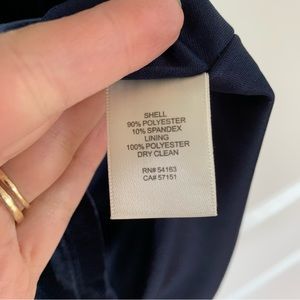 SHELL
90% POLYESTER
10% SPANDEX
LINING
100% POLYESTER
DRY CLEAN
RN# 54163
CA# 57151